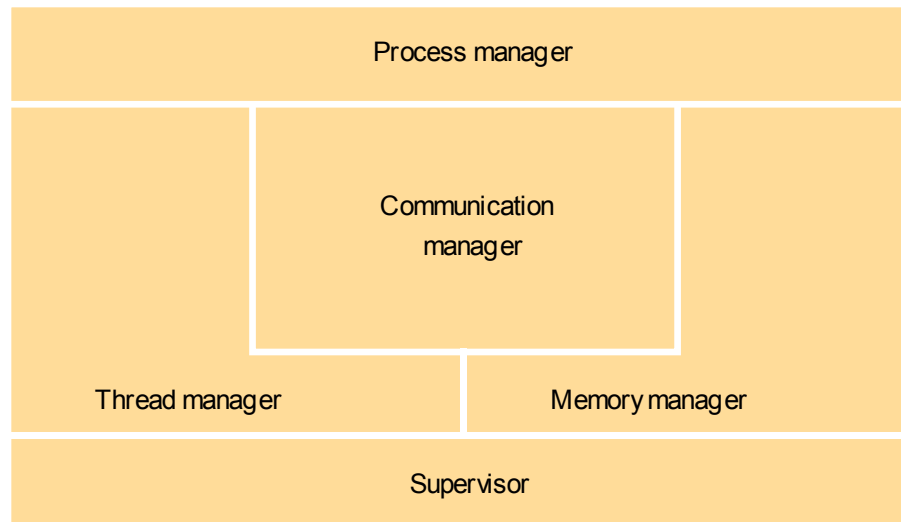 Process manager
Communication
manager
Thread manager
Memory manager
Supervisor